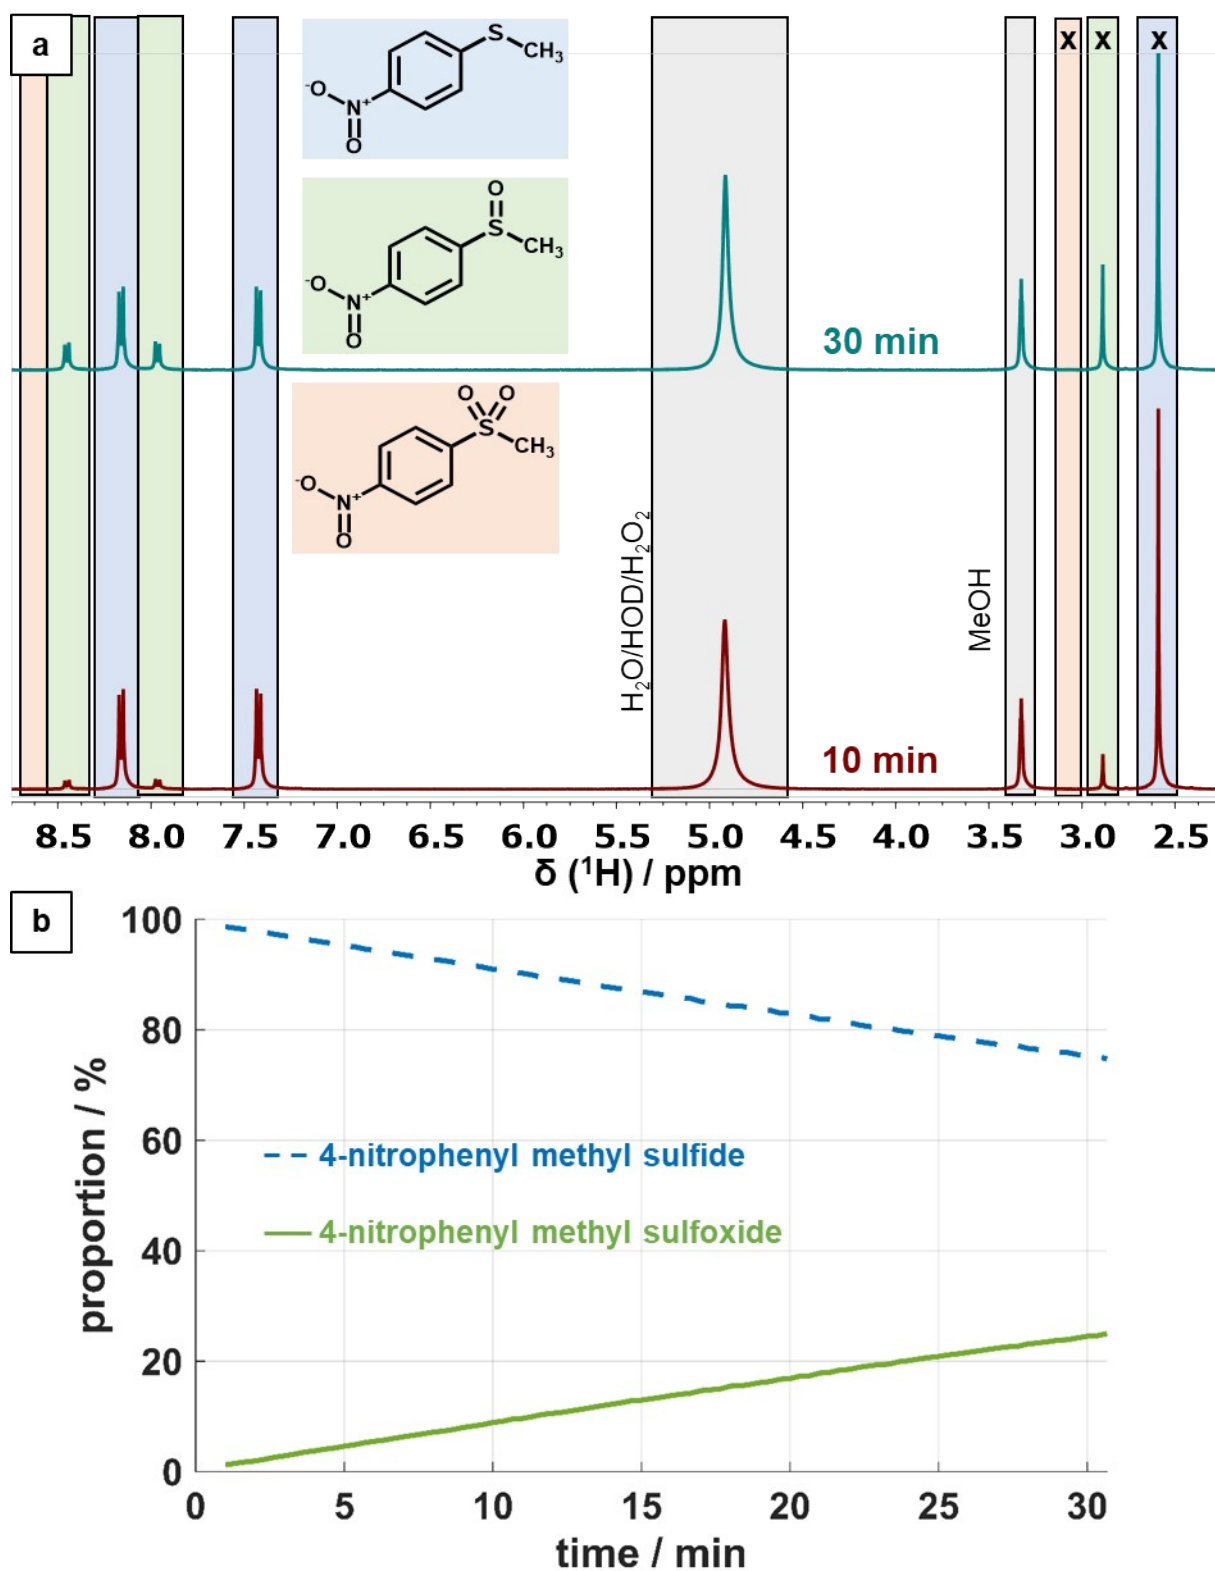 a
X X X
S
CH₃
⁻O
N⁺
O
O
S
CH₃
⁻O
N⁺
O
30 min
O O
S
CH₃
⁻O
N⁺
O
H₂O/HOD/H₂O₂
MeOH
10 min
8.5 8.0 7.5 7.0 6.5 6.0 5.5 5.0 4.5 4.0 3.5 3.0 2.5
δ (¹H) / ppm
b
100
80
60
40
20
0
proportion / %
4-nitrophenyl methyl sulfide
4-nitrophenyl methyl sulfoxide
0 5 10 15 20 25 30
time / min